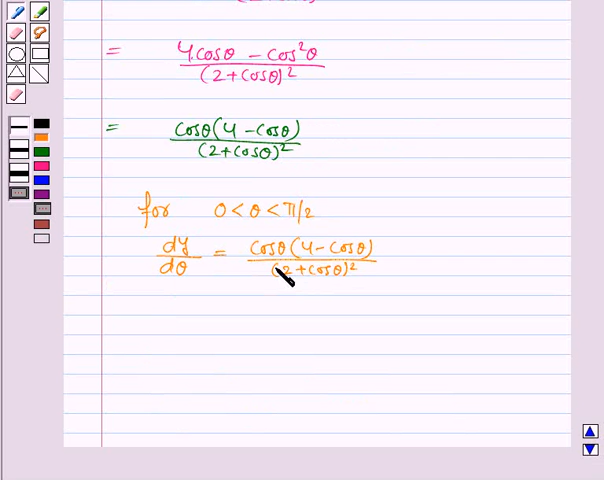 = 4cosθ - cos²θ / (2+cosθ)²
= cosθ(4-cosθ) / (2+cosθ)²
for 0<θ<π/2
dy/dθ = cosθ(4-cosθ) / (2+cosθ)²